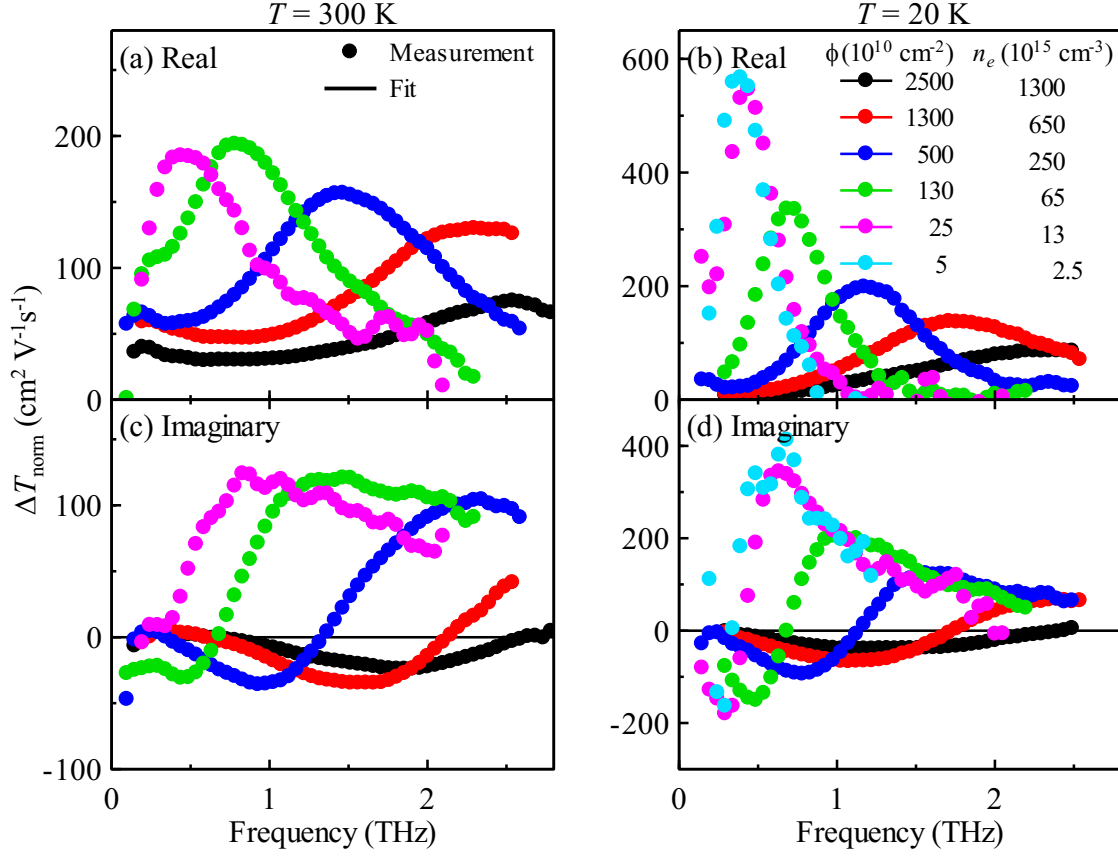 T = 300 K
T = 20 K
(a) Real
Measurement
Fit
200
100
0
(b) Real
ϕ (10¹⁰ cm⁻²) nₑ (10¹⁵ cm⁻³)
2500 1300
1300 650
500 250
130 65
25 13
5 2.5
600
400
200
0
ΔT_norm (cm² V⁻¹s⁻¹)
(c) Imaginary
100
0
-100
0 1 2
Frequency (THz)
(d) Imaginary
400
200
0
-200
0 1 2
Frequency (THz)